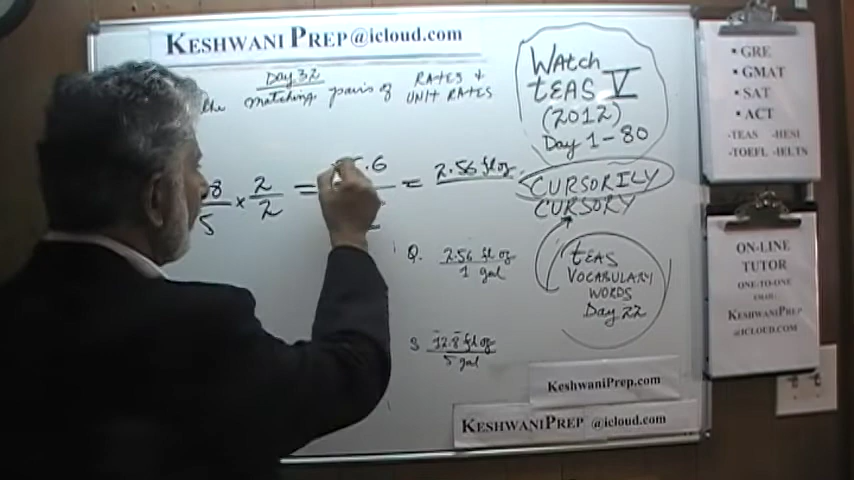 KESHWANI PREP@icloud.com
Day 32
the matching pairs of RATES +
UNIT RATES
8/5 × 2/2 = .6 = 2.56 fl oz
Q. 2.56 fl oz
1 gal
S 12.8 fl oz
5 gal
WATCh
tEAS V
(2012)
Day 1-80
CURSORILY
CURSORY
tEAS
VOCABULARY
WORDS
Day 22
KESHWANIPREP.com
KESHWANIPREP @icloud.com
• GRE
• GMAT
• SAT
• ACT
-TEAS -HESI
-TOEFL -IELTS
ON-LINE
TUTOR
ONE-TO-ONE
KESHWANIPREP
@ICLOUD.COM